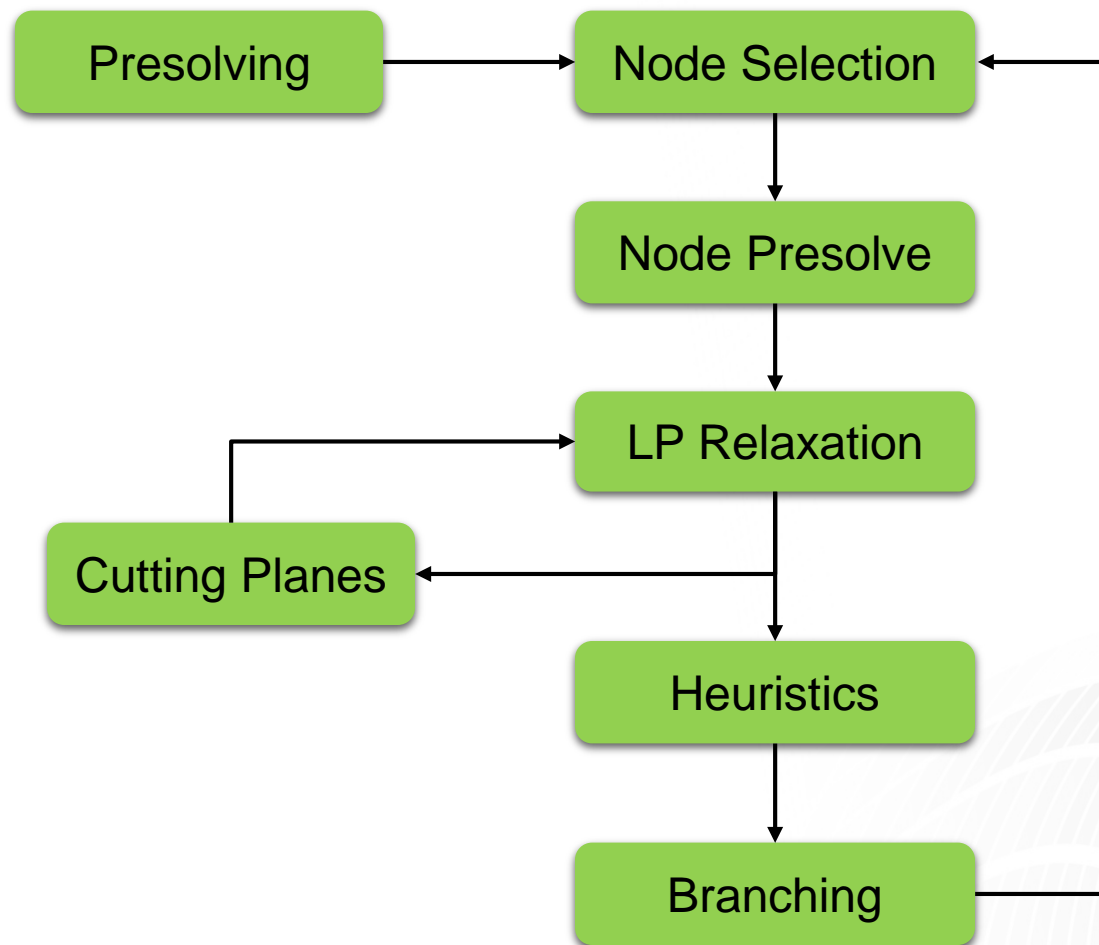 Presolving
Node Selection
Node Presolve
LP Relaxation
Cutting Planes
Heuristics
Branching